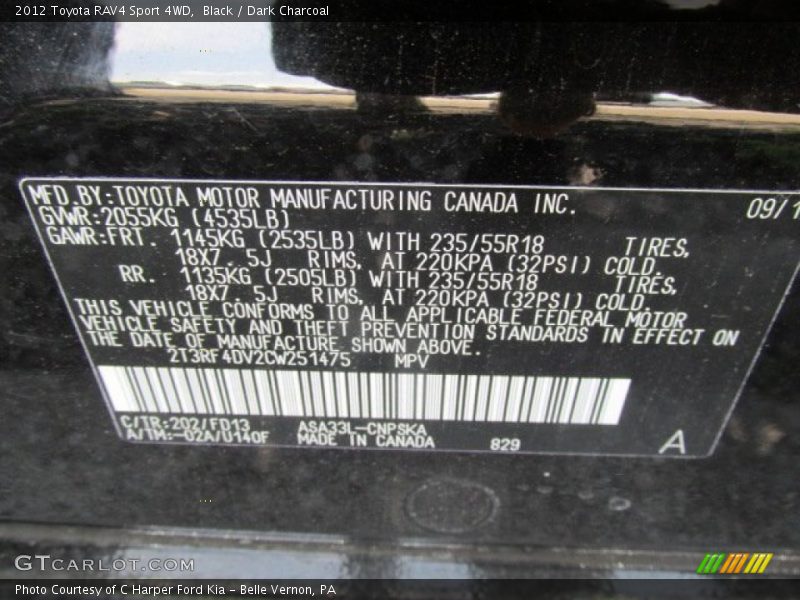 2012 Toyota RAV4 Sport 4WD,  Black / Dark Charcoal
MFD.BY:TOYOTA MOTOR MANUFACTURING CANADA INC. 09/1
GVWR:2055KG (4535LB)
GAWR:FRT. 1145KG (2535LB) WITH 235/55R18 TIRES,
18X7.5J RIMS, AT 220KPA (32PSI) COLD.
RR. 1135KG (2505LB) WITH 235/55R18 TIRES,
18X7.5J RIMS, AT 220KPA (32PSI) COLD.
THIS VEHICLE CONFORMS TO ALL APPLICABLE FEDERAL MOTOR
VEHICLE SAFETY AND THEFT PREVENTION STANDARDS IN EFFECT ON
THE DATE OF MANUFACTURE SHOWN ABOVE.
2T3RF4DV2CW251475 MPV
C/TR:202/FD13 ASA33L-CNPSKA
A/TM:-02A/U140F MADE IN CANADA 829 A
GTCARLOT.COM
Photo Courtesy of C Harper Ford Kia - Belle Vernon, PA